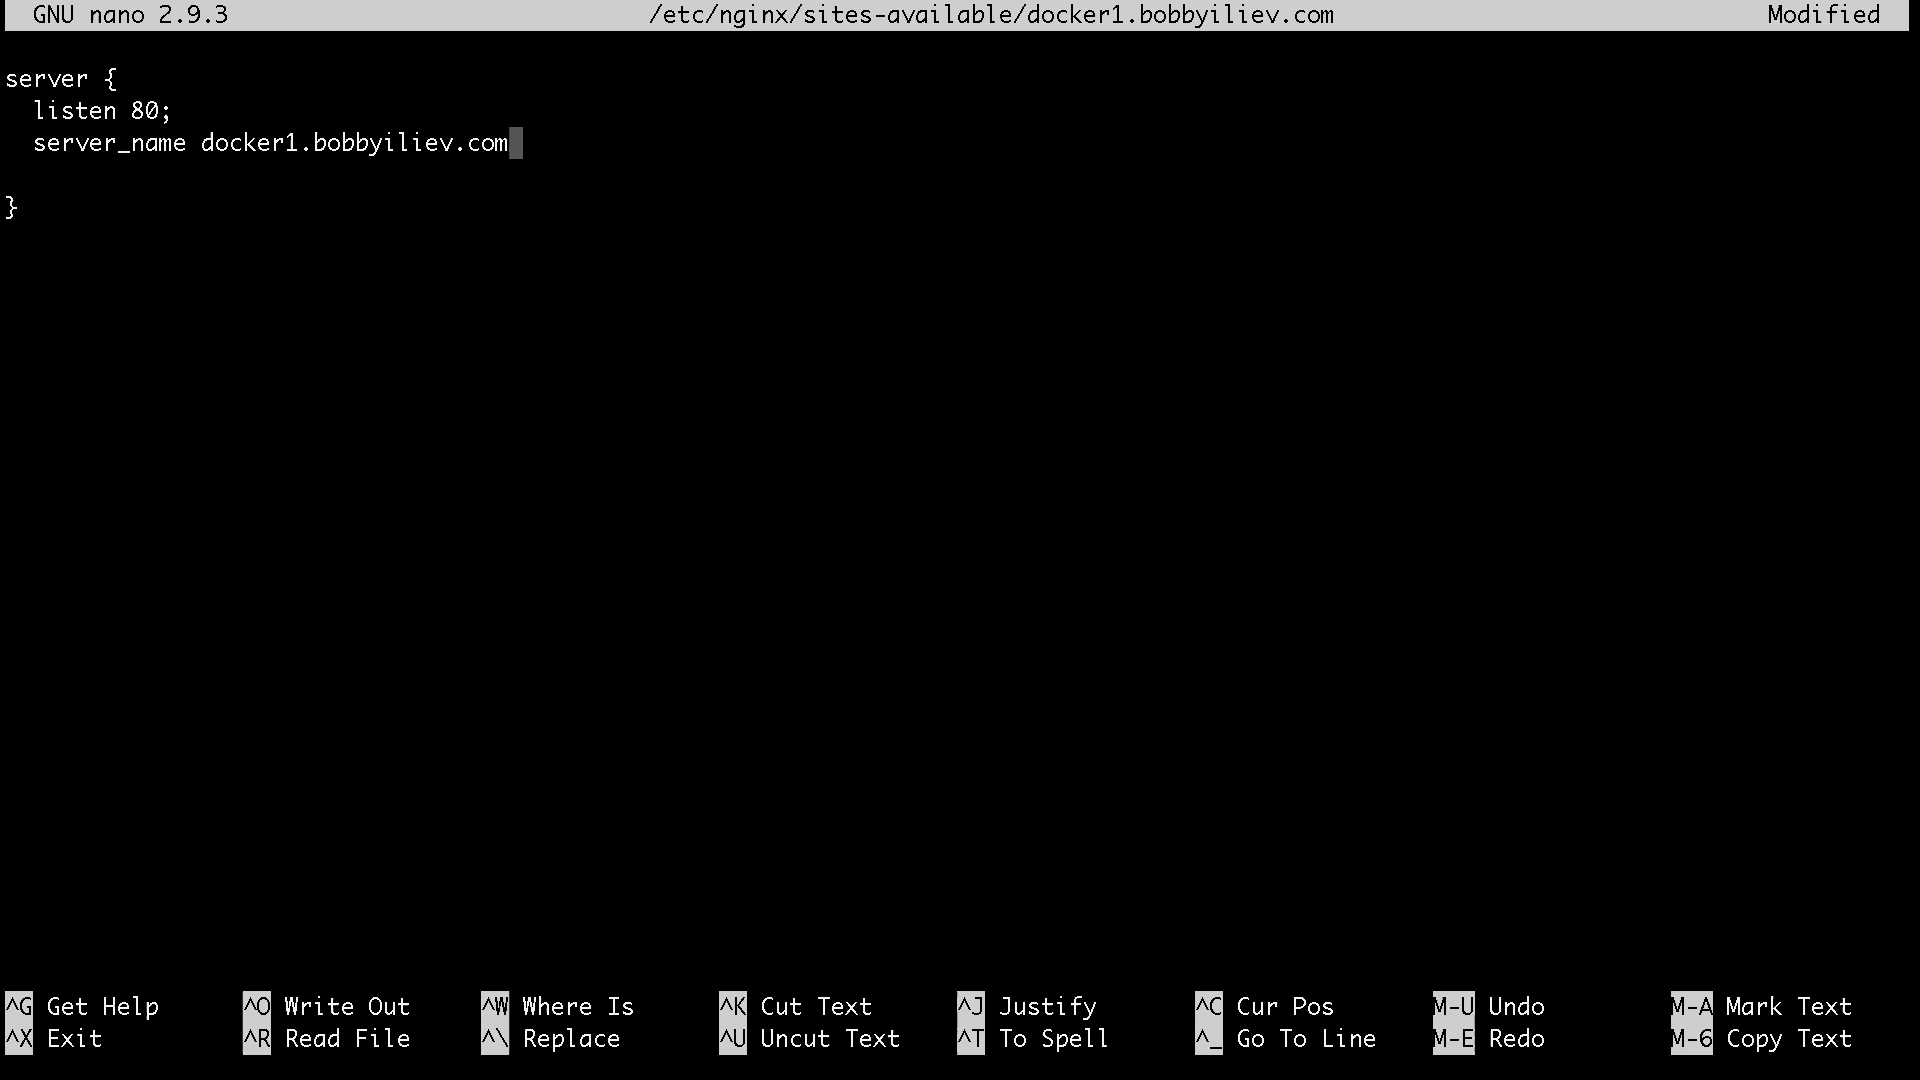 GNU nano 2.9.3 /etc/nginx/sites-available/docker1.bobbyiliev.com Modified
server {
  listen 80;
  server_name docker1.bobbyiliev.com
}
^G Get Help ^O Write Out ^W Where Is ^K Cut Text ^J Justify ^C Cur Pos M-U Undo M-A Mark Text
^X Exit ^R Read File ^\ Replace ^U Uncut Text ^T To Spell ^_ Go To Line M-E Redo M-6 Copy Text